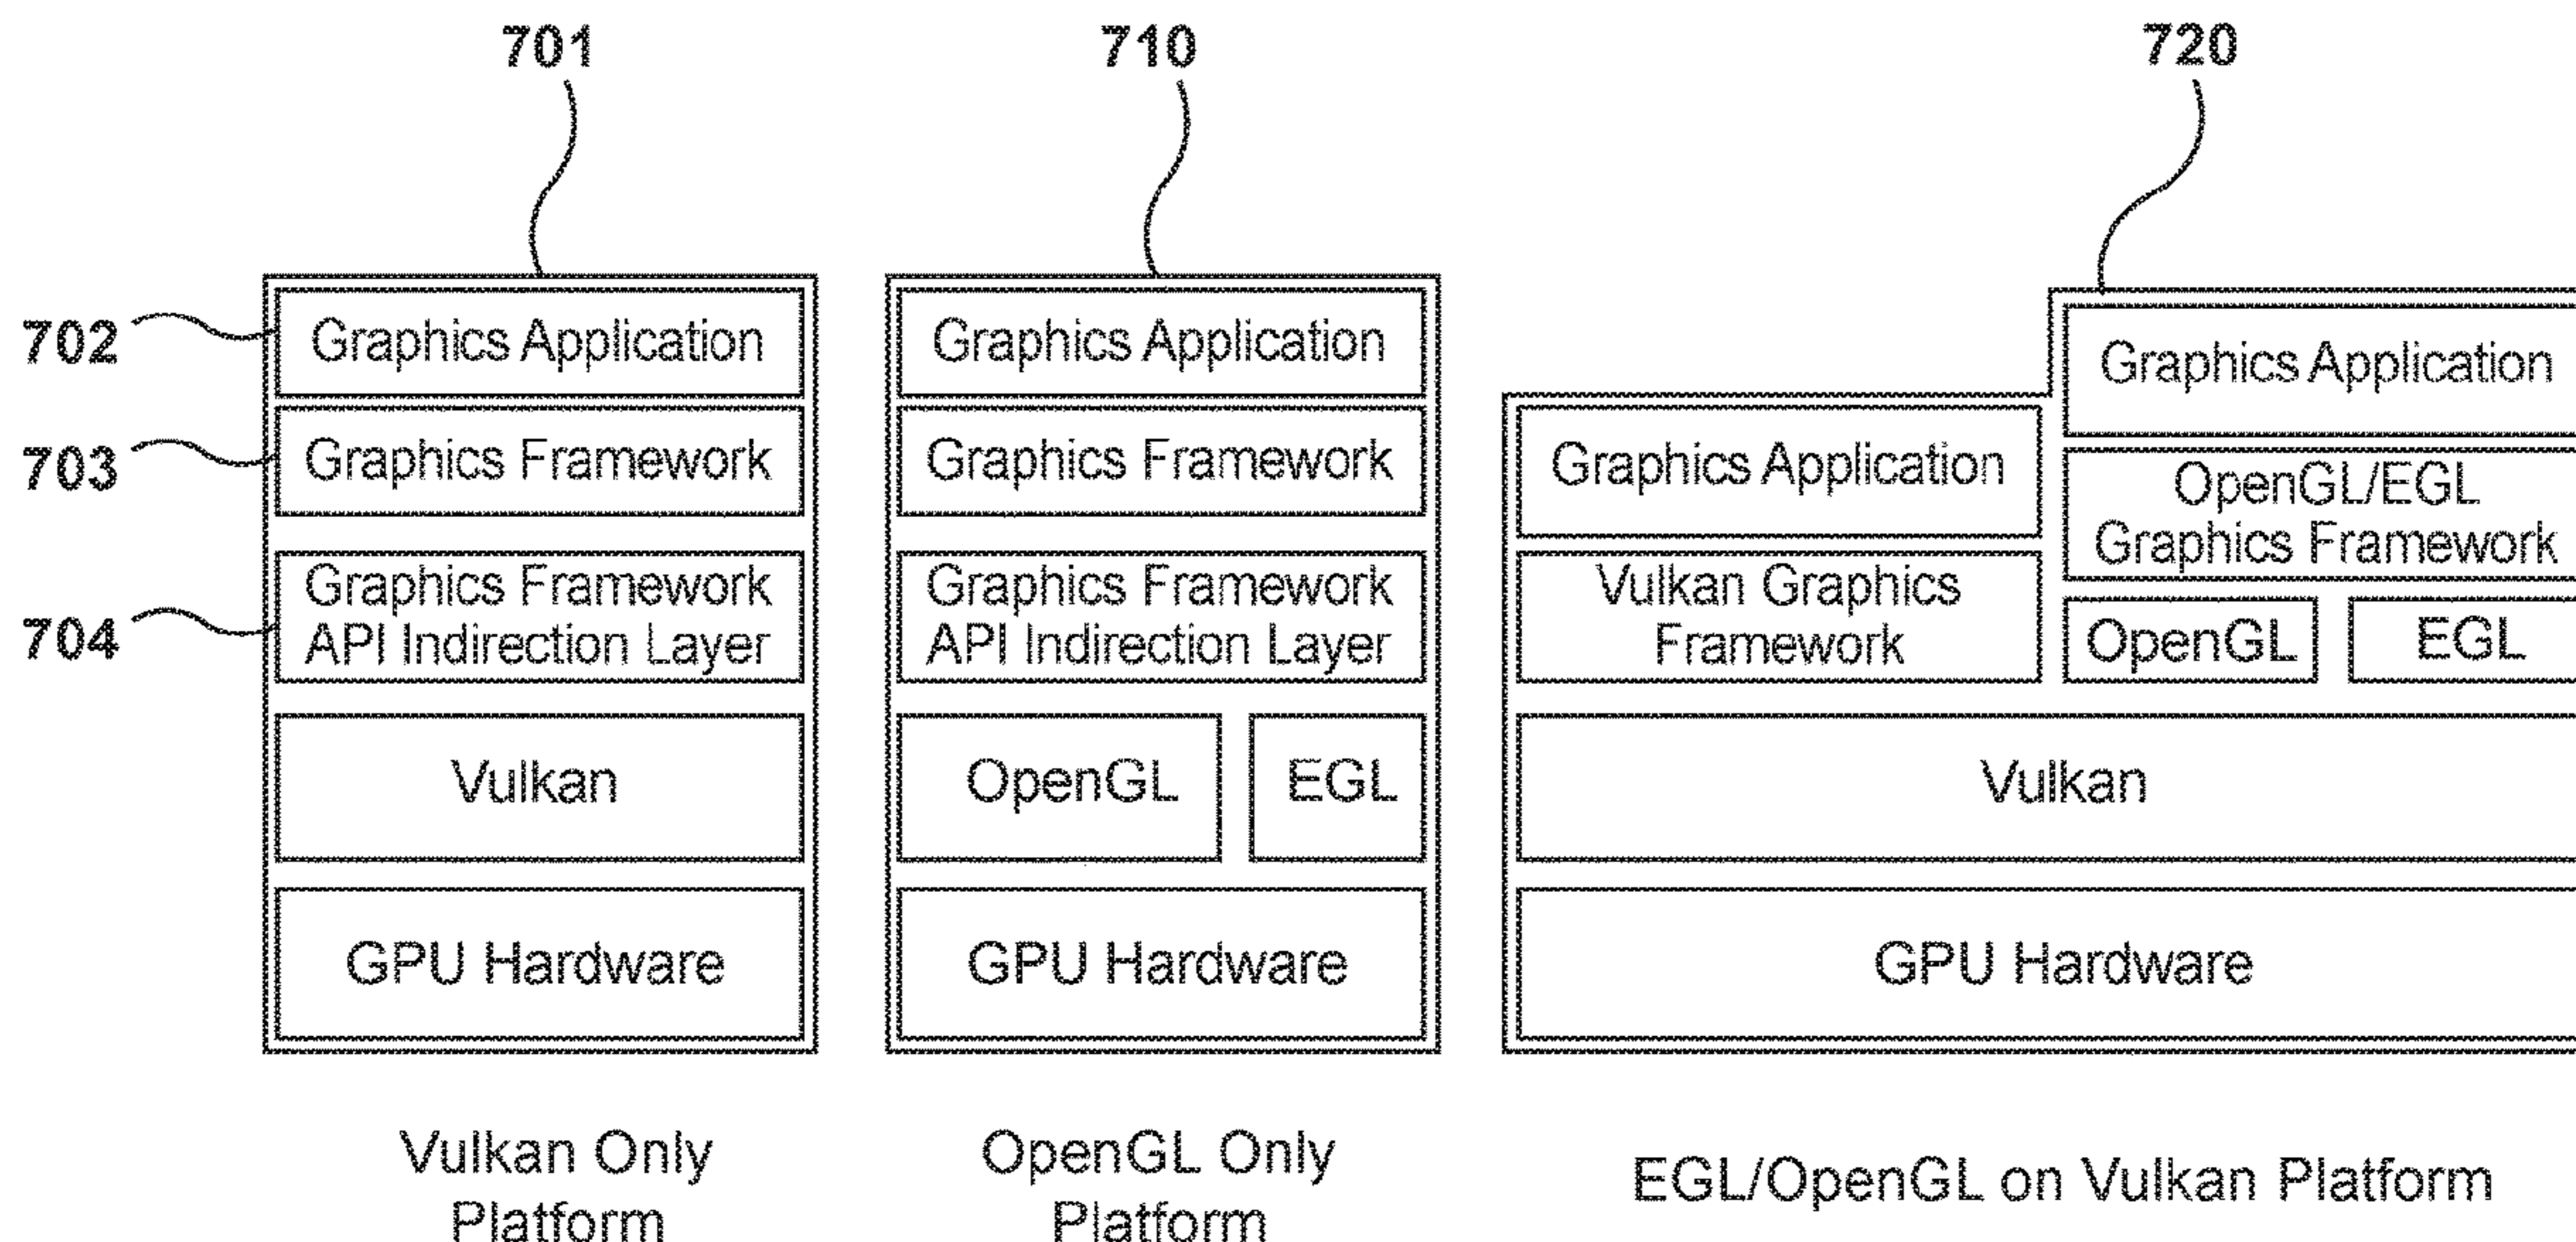 701
710
720
702
Graphics Application
703
Graphics Framework
704
Graphics Framework
API Indirection Layer
Vulkan
GPU Hardware
Vulkan Only
Platform
Graphics Application
Graphics Framework
Graphics Framework
API Indirection Layer
OpenGL
EGL
GPU Hardware
OpenGL Only
Platform
Graphics Application
Vulkan Graphics
Framework
Graphics Application
OpenGL/EGL
Graphics Framework
OpenGL
EGL
Vulkan
GPU Hardware
EGL/OpenGL on Vulkan Platform